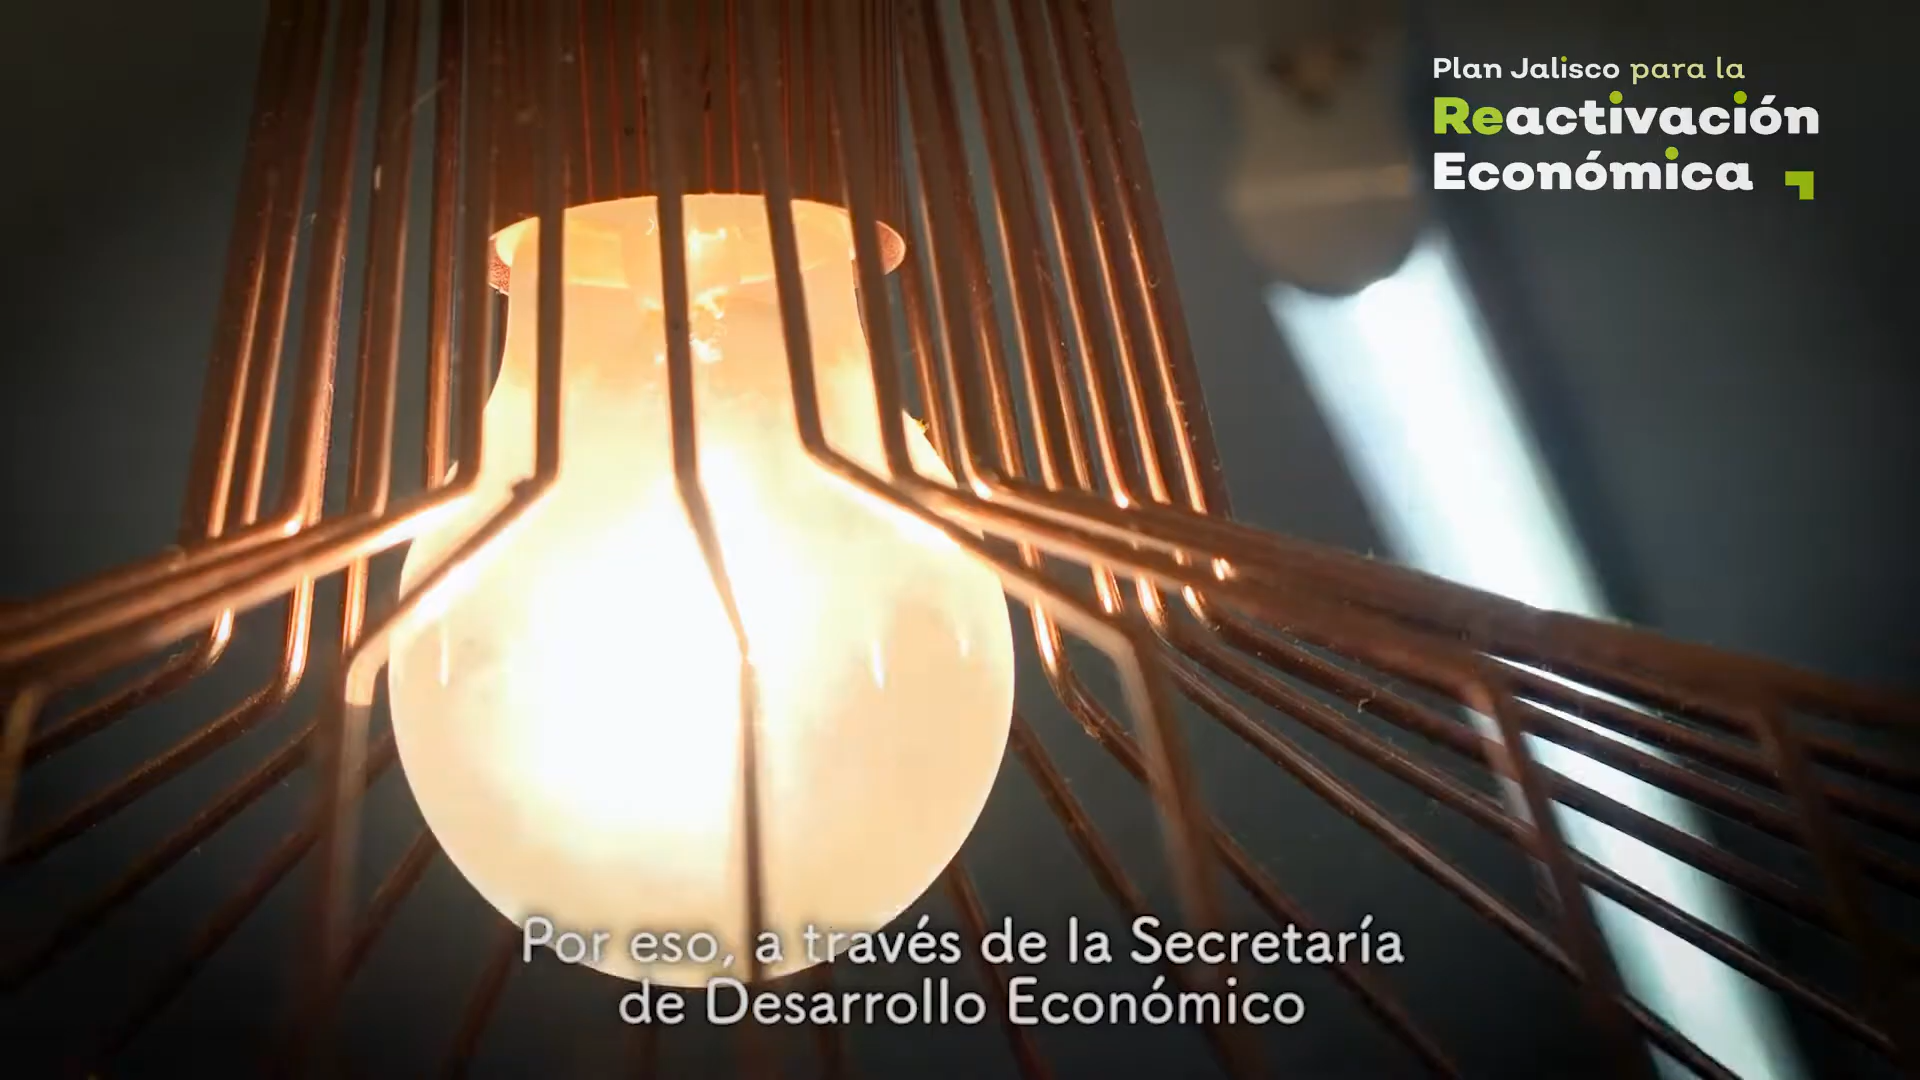 Plan Jalisco para la
Reactivación
Económica
Por eso, a través de la Secretaría
de Desarrollo Económico